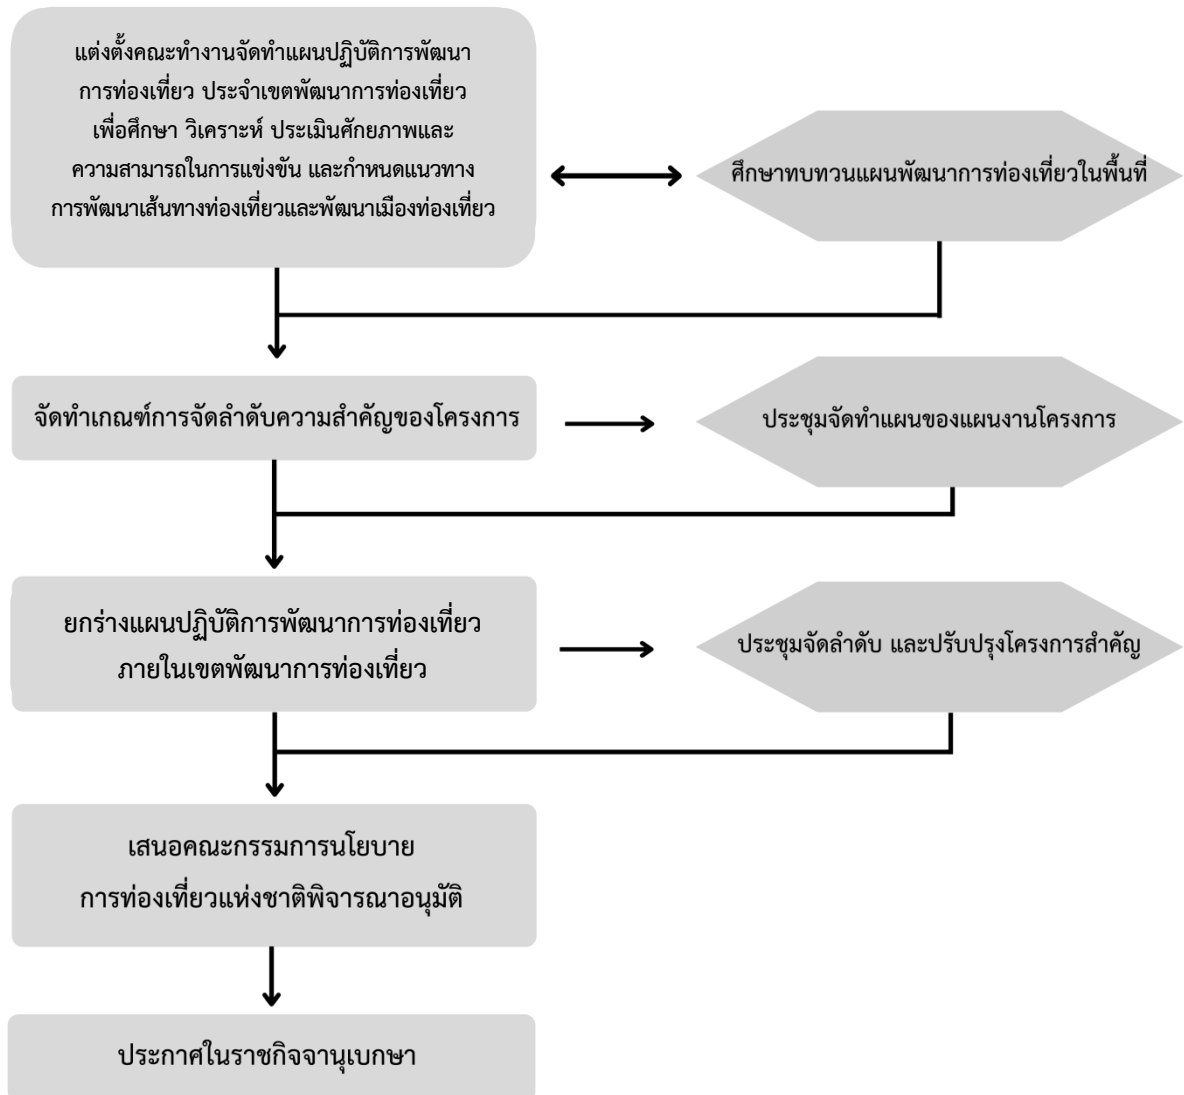 แต่งตั้งคณะทำงานจัดทำแผนปฏิบัติการพัฒนา
การท่องเที่ยว ประจำเขตพัฒนาการท่องเที่ยว
เพื่อศึกษา วิเคราะห์ ประเมินศักยภาพและ
ความสามารถในการแข่งขัน และกำหนดแนวทาง
การพัฒนาเส้นทางท่องเที่ยวและพัฒนาเมืองท่องเที่ยว
ศึกษาทบทวนแผนพัฒนาการท่องเที่ยวในพื้นที่
จัดทำเกณฑ์การจัดลำดับความสำคัญของโครงการ
ประชุมจัดทำแผนของแผนงานโครงการ
ยกร่างแผนปฏิบัติการพัฒนาการท่องเที่ยว
ภายในเขตพัฒนาการท่องเที่ยว
ประชุมจัดลำดับ และปรับปรุงโครงการสำคัญ
เสนอคณะกรรมการนโยบาย
การท่องเที่ยวแห่งชาติพิจารณาอนุมัติ
ประกาศในราชกิจจานุเบกษา